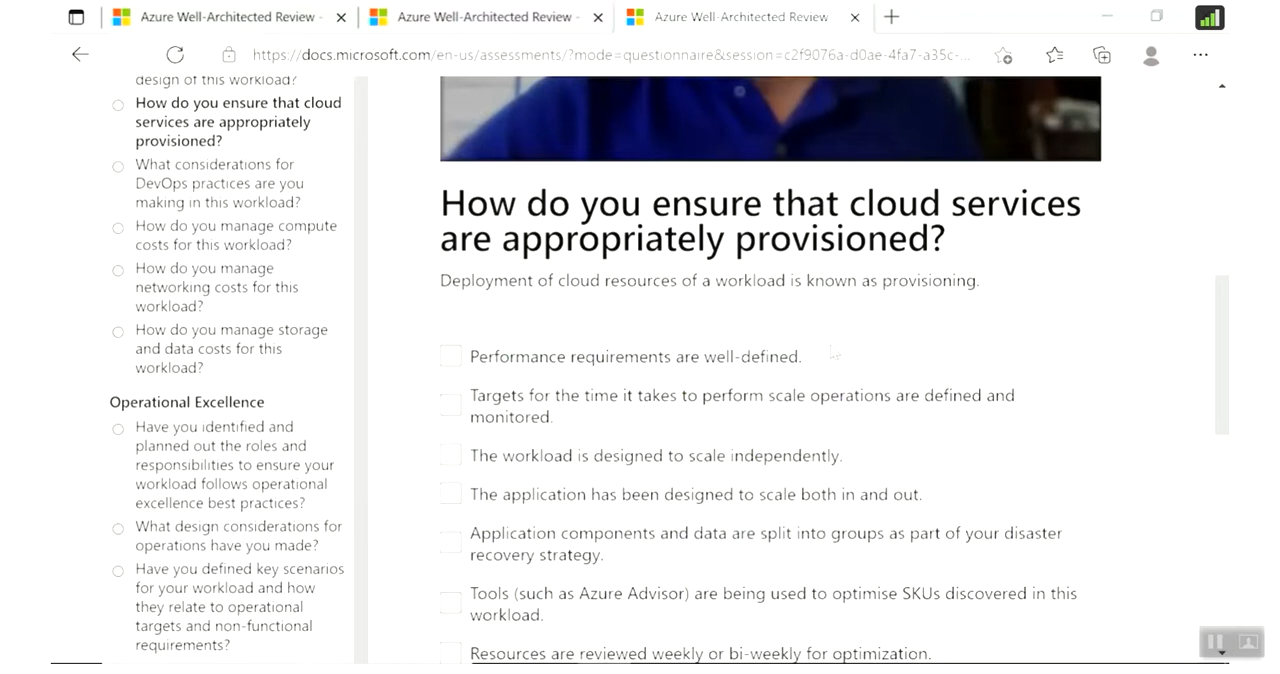 Azure Well-Architected Review -
Azure Well-Architected Review -
Azure Well-Architected Review
https://docs.microsoft.com/en-us/assessments/?mode=questionnaire&session=c2f9076a-d0ae-4fa7-a35c-...
design of this workload?
How do you ensure that cloud
services are appropriately
provisioned?
What considerations for
DevOps practices are you
making in this workload?
How do you manage compute
costs for this workload?
How do you manage
networking costs for this
workload?
How do you manage storage
and data costs for this
workload?
Operational Excellence
Have you identified and
planned out the roles and
responsibilities to ensure your
workload follows operational
excellence best practices?
What design considerations for
operations have you made?
Have you defined key scenarios
for your workload and how
they relate to operational
targets and non-functional
requirements?
How do you ensure that cloud services
are appropriately provisioned?
Deployment of cloud resources of a workload is known as provisioning.
Performance requirements are well-defined.
Targets for the time it takes to perform scale operations are defined and
monitored.
The workload is designed to scale independently.
The application has been designed to scale both in and out.
Application components and data are split into groups as part of your disaster
recovery strategy.
Tools (such as Azure Advisor) are being used to optimise SKUs discovered in this
workload.
Resources are reviewed weekly or bi-weekly for optimization.